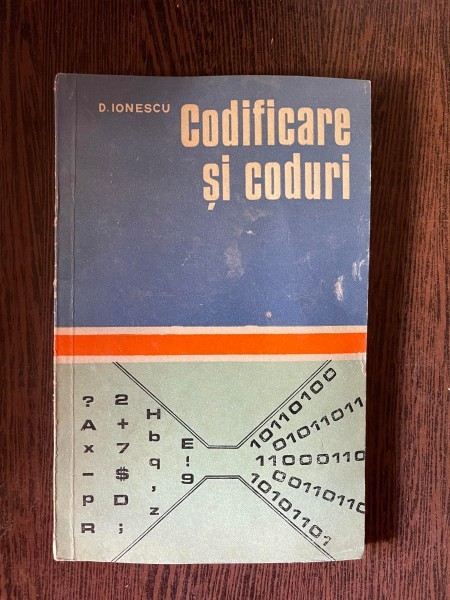 D. IONESCU
Codificare
și coduri
?
A
x
–
p
R
2
+
7
$
D
;
H
b
q
,
z
E
!
9
10110100
01011011
11000110
00110110
10101101